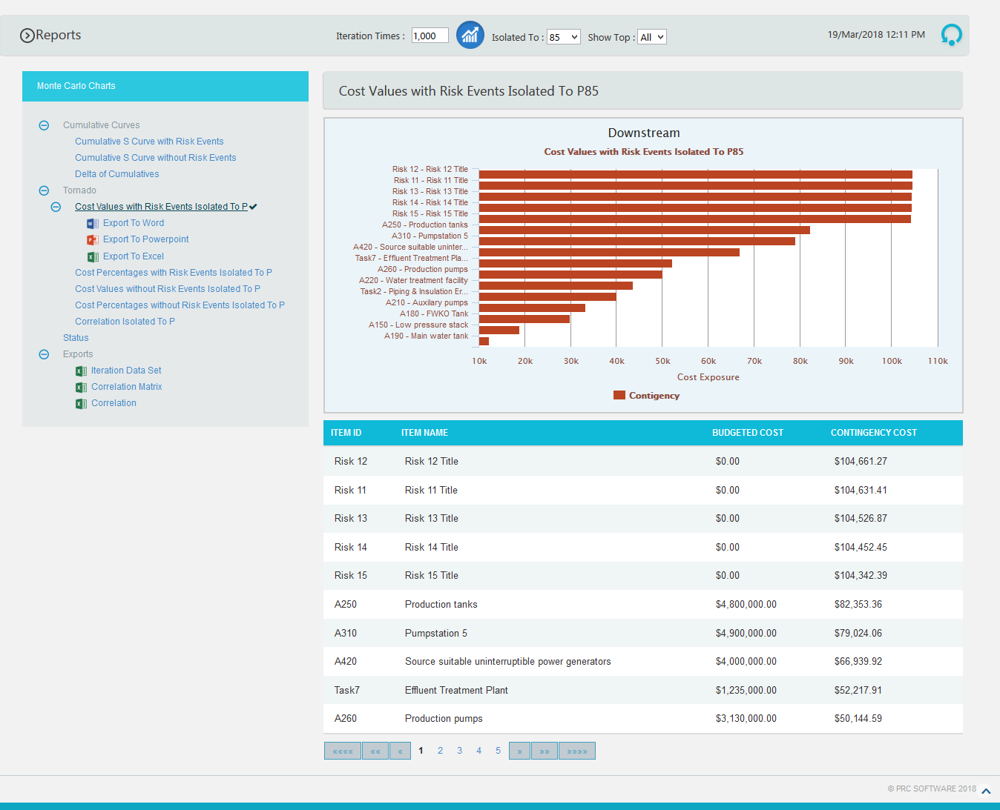 Reports
Iteration Times : 1,000 Isolated To : 85 Show Top : All
19/Mar/2018 12:11 PM
Monte Carlo Charts
Cumulative Curves
Cumulative S Curve with Risk Events
Cumulative S Curve without Risk Events
Delta of Cumulatives
Tornado
Cost Values with Risk Events Isolated To P
Export To Word
Export To Powerpoint
Export To Excel
Cost Percentages with Risk Events Isolated To P
Cost Values without Risk Events Isolated To P
Cost Percentages without Risk Events Isolated To P
Correlation Isolated To P
Status
Exports
Iteration Data Set
Correlation Matrix
Correlation
Cost Values with Risk Events Isolated To P85
Downstream
Cost Values with Risk Events Isolated To P85
Risk 12 - Risk 12 Title
Risk 11 - Risk 11 Title
Risk 13 - Risk 13 Title
Risk 14 - Risk 14 Title
Risk 15 - Risk 15 Title
A250 - Production tanks
A310 - Pumpstation 5
A420 - Source suitable uninter...
Task7 - Effluent Treatment Pla...
A260 - Production pumps
A220 - Water treatment facility
Task2 - Piping & Insulation Er...
A210 - Auxilary pumps
A180 - FWKO Tank
A150 - Low pressure stack
A190 - Main water tank
10k 20k 30k 40k 50k 60k 70k 80k 90k 100k 110k
Cost Exposure
Contigency
ITEM ID ITEM NAME BUDGETED COST CONTINGENCY COST
Risk 12 Risk 12 Title $0.00 $104,661.27
Risk 11 Risk 11 Title $0.00 $104,631.41
Risk 13 Risk 13 Title $0.00 $104,526.87
Risk 14 Risk 14 Title $0.00 $104,452.45
Risk 15 Risk 15 Title $0.00 $104,342.39
A250 Production tanks $4,800,000.00 $82,353.36
A310 Pumpstation 5 $4,900,000.00 $79,024.06
A420 Source suitable uninterruptible power generators $4,000,000.00 $66,939.92
Task7 Effluent Treatment Plant $1,235,000.00 $52,217.91
A260 Production pumps $3,130,000.00 $50,144.59
«««« «« « 1 2 3 4 5 » »» »»»»
© PRC SOFTWARE 2018